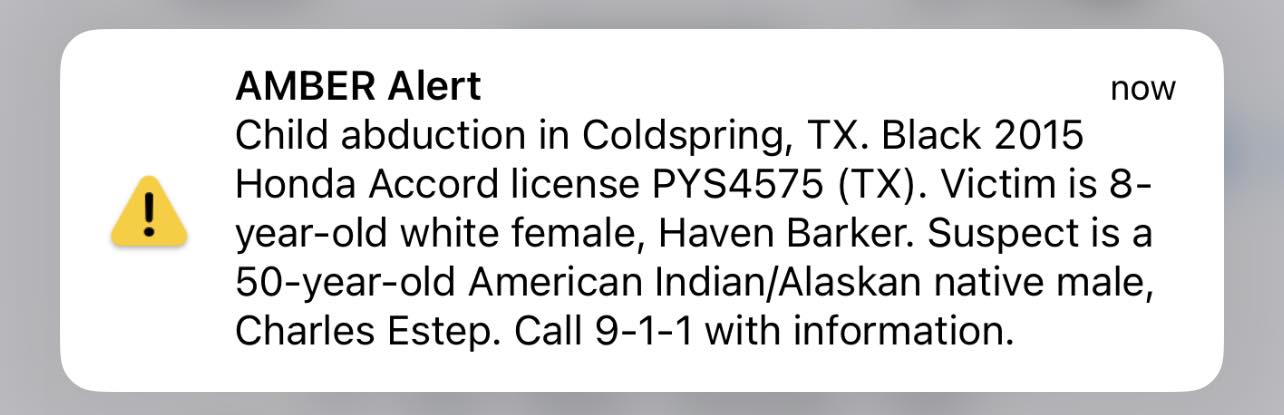 AMBER Alert now
Child abduction in Coldspring, TX. Black 2015
Honda Accord license PYS4575 (TX). Victim is 8-
year-old white female, Haven Barker. Suspect is a
50-year-old American Indian/Alaskan native male,
Charles Estep. Call 9-1-1 with information.